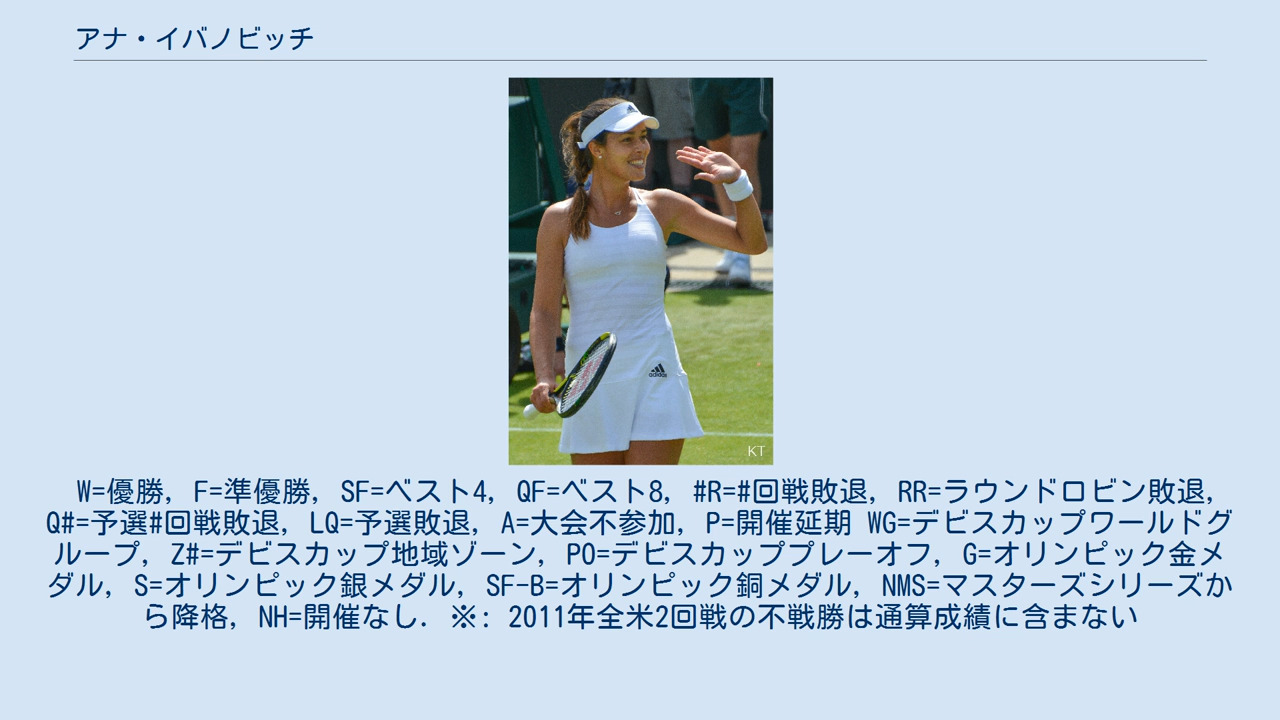 アナ・イバノビッチ
adidas
KT
W=優勝, F=準優勝, SF=ベスト4, QF=ベスト8, #R=#回戦敗退, RR=ラウンドロビン敗退,
Q#=予選#回戦敗退, LQ=予選敗退, A=大会不参加, P=開催延期 WG=デビスカップワールドグ
ループ, Z#=デビスカップ地域ゾーン, PO=デビスカッププレーオフ, G=オリンピック金メ
ダル, S=オリンピック銀メダル, SF-B=オリンピック銅メダル, NMS=マスターズシリーズか
ら降格, NH=開催なし. ※: 2011年全米2回戦の不戦勝は通算成績に含まない